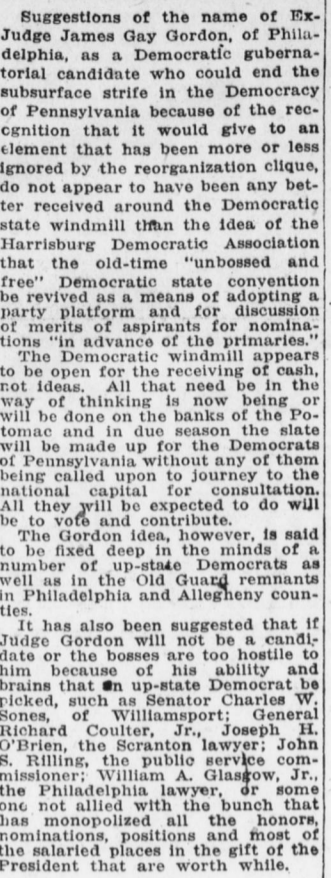 Suggestions of the name of Ex-
Judge James Gay Gordon, of Phila-
delphia, as a Democratic guberna-
torial candidate who could end the
subsurface strife in the Democracy
of Pennsylvania because of the rec-
cgnition that it would give to an
element that has been more or less
ignored by the reorganization clique,
do not appear to have been any bet-
ter received around the Democratic
state windmill than the idea of the
Harrisburg Democratic Association
that the old-time "unbossed and
free" Democratic state convention
be revived as a means of adopting a
party platform and for discussion
of merits of aspirants for nomina-
tions "in advance of the primaries."
The Democratic windmill appears
to be open for the receiving of cash,
not ideas. All that need be in the
way of thinking is now being or
will be done on the banks of the Po-
tomac and in due season the slate
will be made up for the Democrats
of Pennsylvania without any of them
being called upon to journey to the
national capital for consultation.
All they will be expected to do will
be to vote and contribute.
The Gordon idea, however, is said
to be fixed deep in the minds of a
number of up-state Democrats as
well as in the Old Guard remnants
in Philadelphia and Allegheny coun-
ties.
It has also been suggested that if
Judge Gordon will not be a candi-
date or the bosses are too hostile to
him because of his ability and
brains that an up-state Democrat be
picked, such as Senator Charles W.
Sones, of Williamsport; General
Richard Coulter, Jr., Joseph H.
O'Brien, the Scranton lawyer; John
S. Rilling, the public service com-
missioner; William A. Glasgow, Jr.,
the Philadelphia lawyer, or some
one not allied with the bunch that
has monopolized all the honors,
nominations, positions and most of
the salaried places in the gift of the
President that are worth while.